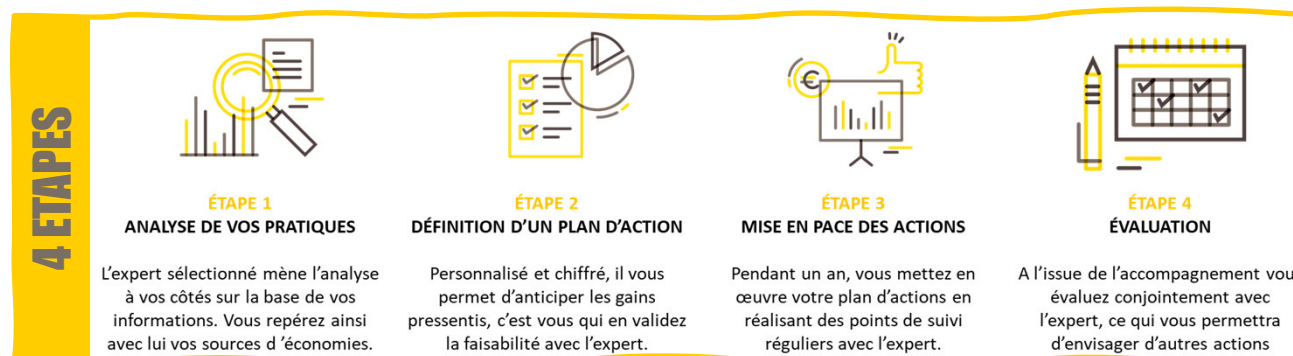 4 ETAPES
ÉTAPE 1
ANALYSE DE VOS PRATIQUES
L'expert sélectionné mène l'analyse
à vos côtés sur la base de vos
informations. Vous repérez ainsi
avec lui vos sources d 'économies.
ÉTAPE 2
DÉFINITION D'UN PLAN D'ACTION
Personnalisé et chiffré, il vous
permet d'anticiper les gains
pressentis, c'est vous qui en validez
la faisabilité avec l'expert.
ÉTAPE 3
MISE EN PACE DES ACTIONS
Pendant un an, vous mettez en
œuvre votre plan d'actions en
réalisant des points de suivi
réguliers avec l'expert.
ÉTAPE 4
ÉVALUATION
A l'issue de l'accompagnement vou
évaluez conjointement avec
l'expert, ce qui vous permettra
d'envisager d'autres actions